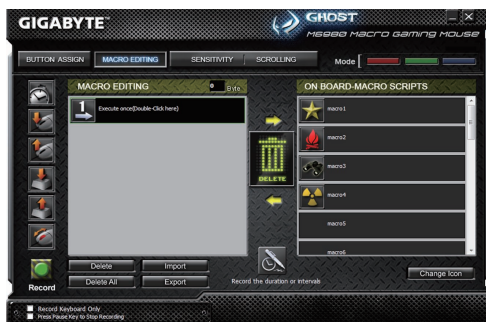 GIGABYTE™
GHOST
M6980 Macro Gaming Mouse
BUTTON ASSIGN
MACRO EDITING
SENSITIVITY
SCROLLING
Mode
MACRO EDITING
Byte
ON BOARD-MACRO SCRIPTS
1
Execute once(Double-Click here)
macro1
macro2
macro3
macro4
macro5
macro6
DELETE
Delete
Import
Delete All
Export
Record
Record the duration or intervals
Change Icon
Record Keyboard Only
Press Pause Key to Stop Recording